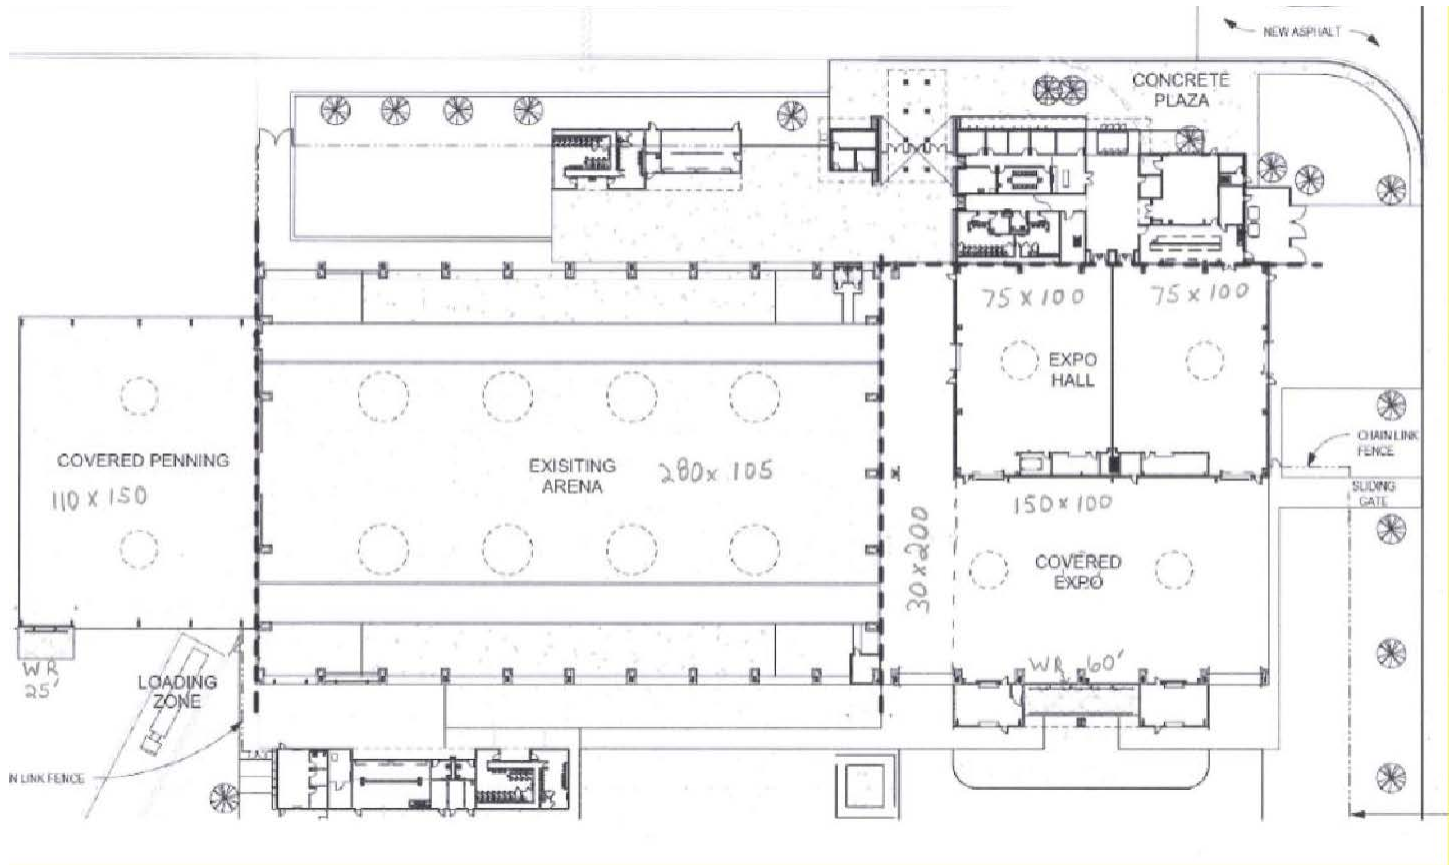 NEW ASPHALT
CONCRETE
PLAZA
75 x 100
75 x 100
EXPO
HALL
CHAIN LINK
FENCE
COVERED PENNING
110 x 150
EXISITING
ARENA
280 x 105
SLIDING
GATE
150 x 100
30 x 200
COVERED
EXPO
WR
25'
WR 60'
LOADING
ZONE
IN LINK FENCE